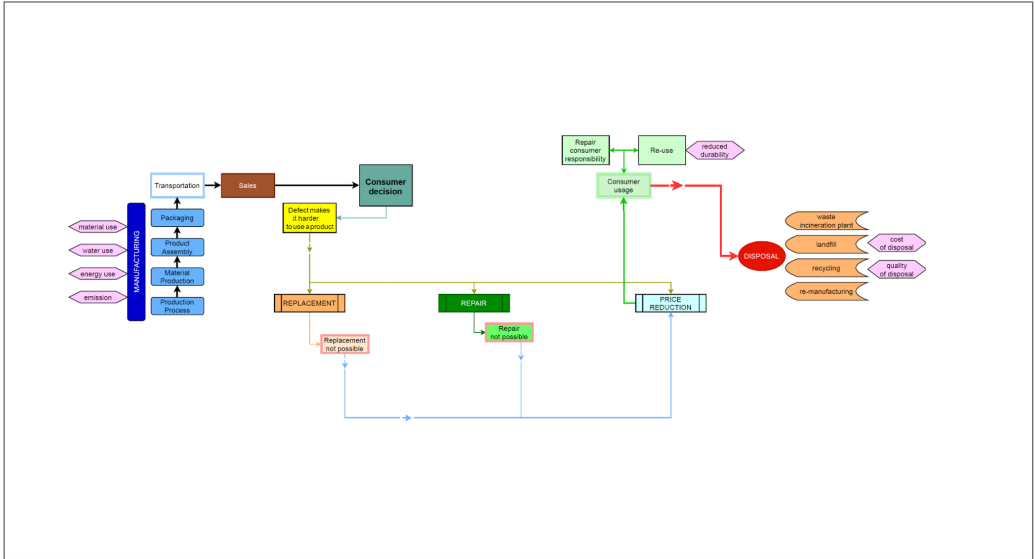 Repair
consumer
responsibility
Re-use
reduced
durability
Transportation
Sales
Consumer
decision
Consumer
usage
Packaging
Defect makes
it harder
to use a product
material use
water use
energy use
emission
MANUFACTURING
Product
Assembly
Material
Production
Production
Process
waste
incineration plant
landfill
cost
of disposal
DISPOSAL
recycling
quality
of disposal
re-manufacturing
REPLACEMENT
REPAIR
PRICE
REDUCTION
Replacement
not possible
Repair
not possible